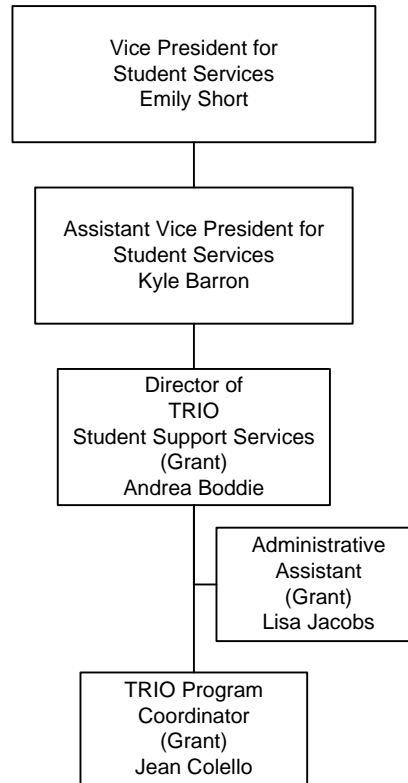 Vice President for
Student Services
Emily Short
Assistant Vice President for
Student Services
Kyle Barron
Director of
TRIO
Student Support Services
(Grant)
Andrea Boddie
Administrative
Assistant
(Grant)
Lisa Jacobs
TRIO Program
Coordinator
(Grant)
Jean Colello